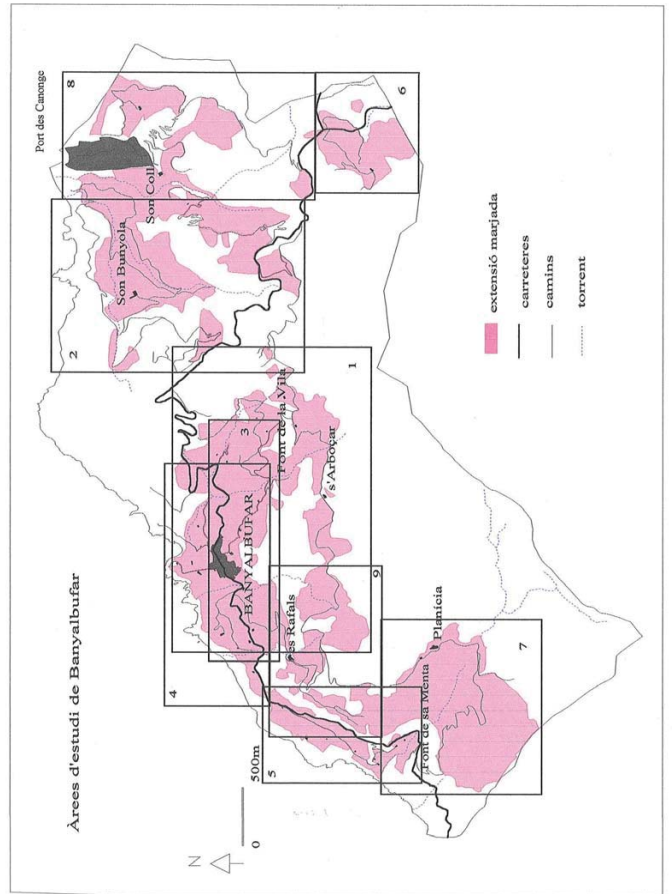 Àrees d'estudi de Banyalbufar
N
0
500m
Port des Canonge
8
2
Son Bunyola
Son Coll
6
1
3
Font de la Vila
4
BANYALBUFAR
s'Arboçar
9
es Rafals
5
Font de sa Menta
Planícia
7
extensió marjada
carreteres
camins
torrent